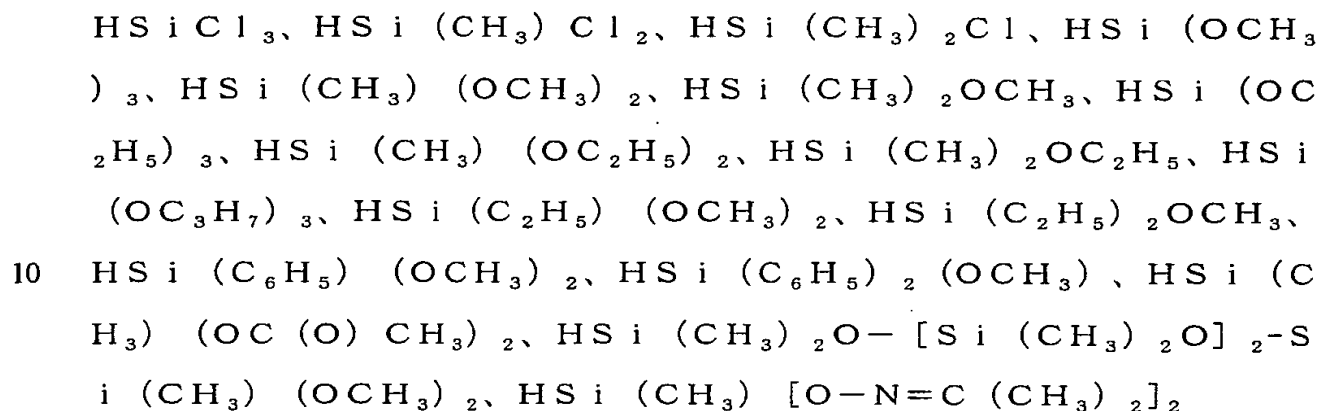 HSiCl₃、HSi(CH₃)Cl₂、HSi(CH₃)₂Cl、HSi(OCH₃
)₃、HSi(CH₃)(OCH₃)₂、HSi(CH₃)₂OCH₃、HSi(OC
₂H₅)₃、HSi(CH₃)(OC₂H₅)₂、HSi(CH₃)₂OC₂H₅、HSi
(OC₃H₇)₃、HSi(C₂H₅)(OCH₃)₂、HSi(C₂H₅)₂OCH₃、
10 HSi(C₆H₅)(OCH₃)₂、HSi(C₆H₅)₂(OCH₃)、HSi(C
H₃)(OC(O)CH₃)₂、HSi(CH₃)₂O-[Si(CH₃)₂O]₂-S
i(CH₃)(OCH₃)₂、HSi(CH₃)[O-N=C(CH₃)₂]₂